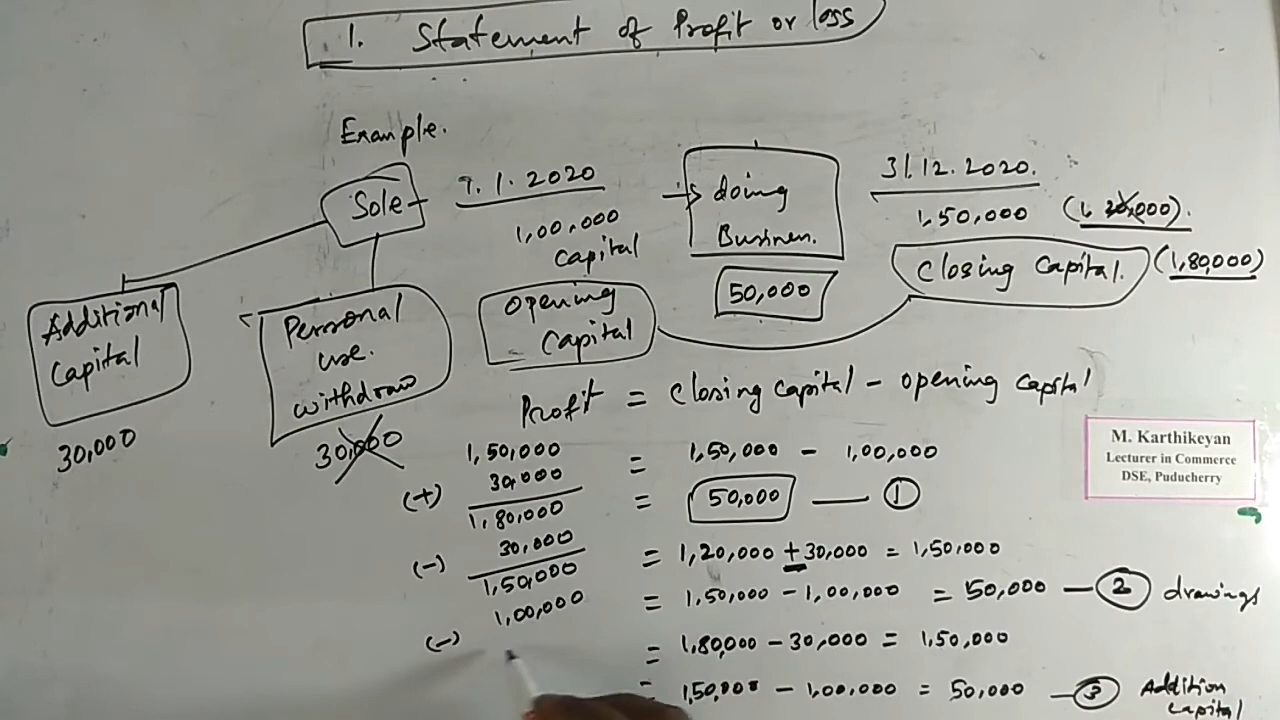 1. Statement of Profit or loss
Example.
Sole
1.1.2020
1,00,000
Capital
doing
Business.
50,000
31.12.2020.
1,50,000 (1,20,000).
Closing Capital. (1,80,000)
Opening
Capital
Additional
Capital
30,000
Personal
use.
withdraw
30,000
Profit = Closing Capital - opening Capital
1,50,000 = 1,50,000 - 1,00,000
(+) 30,000
1,80,000 = 50,000 — 1
(-) 30,000 = 1,20,000 + 30,000 = 1,50,000
1,50,000 = 1,50,000 - 1,00,000 = 50,000 — 2 drawings
(-) 1,00,000 = 1,80,000 - 30,000 = 1,50,000
= 1,50,000 - 1,00,000 = 50,000 — 3 Addition
Capital
M. Karthikeyan
Lecturer in Commerce
DSE, Puducherry